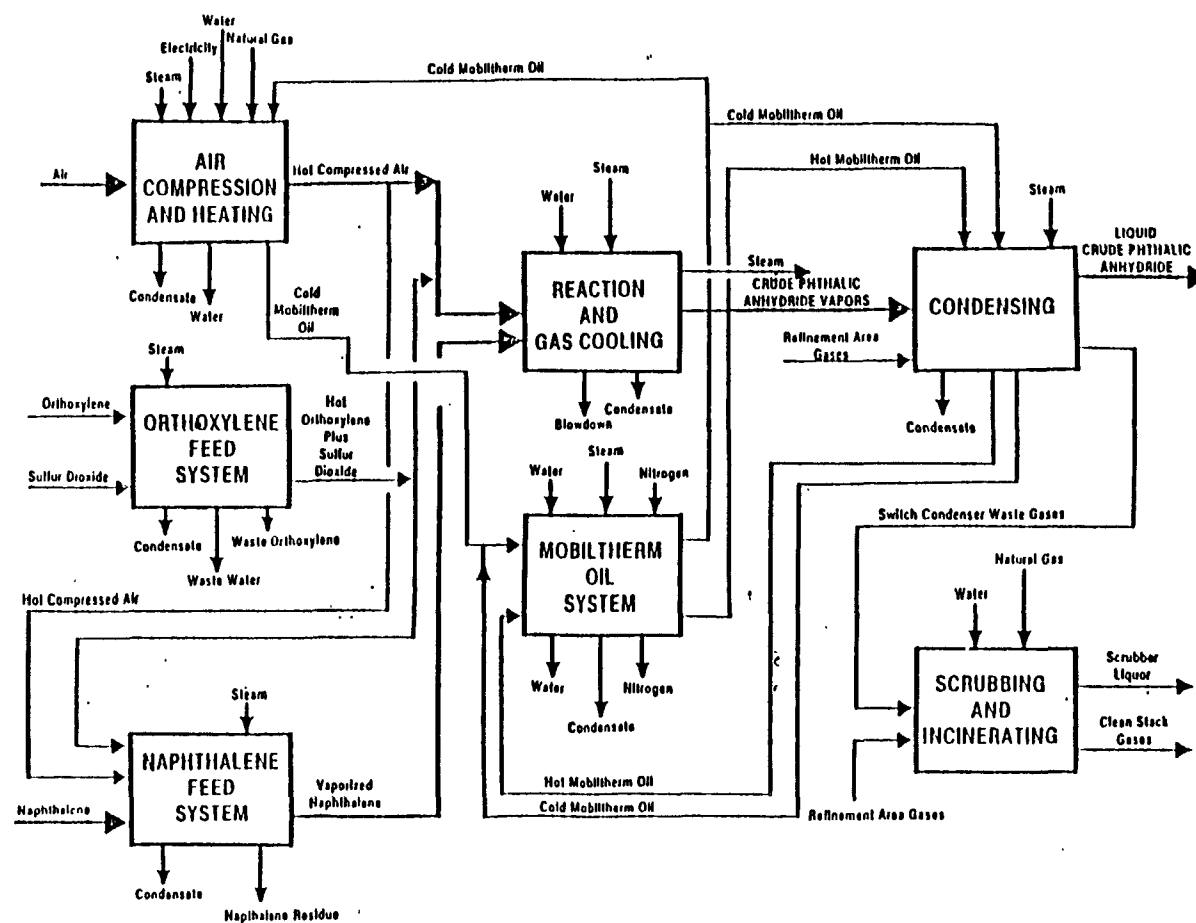 Water
Electricity
Natural Gas
Steam
Cold Mobiltherm Oil
Cold Mobiltherm Oil
Hot Mobiltherm Oil
Air
AIR
COMPRESSION
AND HEATING
Hot Compressed Air
Condensate
Water
Cold
Mobiltherm
Oil
Water
Steam
REACTION
AND
GAS COOLING
Steam
CRUDE PHTHALIC
ANHYDRIDE VAPORS
Blowdown
Condensate
Steam
CONDENSING
LIQUID
CRUDE PHTHALIC
ANHYDRIDE
Refinement Area
Gases
Condensate
Steam
Orthoxylene
Sulfur Dioxide
ORTHOXYLENE
FEED
SYSTEM
Hot
Orthoxylene
Plus
Sulfur
Dioxide
Condensate
Waste Orthoxylene
Waste Water
Water
Steam
Nitrogen
MOBILTHERM
OIL
SYSTEM
Water
Nitrogen
Condensate
Switch Condenser Waste Gases
Hot Compressed Air
Steam
NAPHTHALENE
FEED
SYSTEM
Naphthalene
Vaporized
Naphthalene
Condensate
Napthalene Residue
Hot Mobiltherm Oil
Cold Mobiltherm Oil
Natural Gas
Water
SCRUBBING
AND
INCINERATING
Scrubber
Liquor
Clean Stack
Gases
Refinement Area Gases